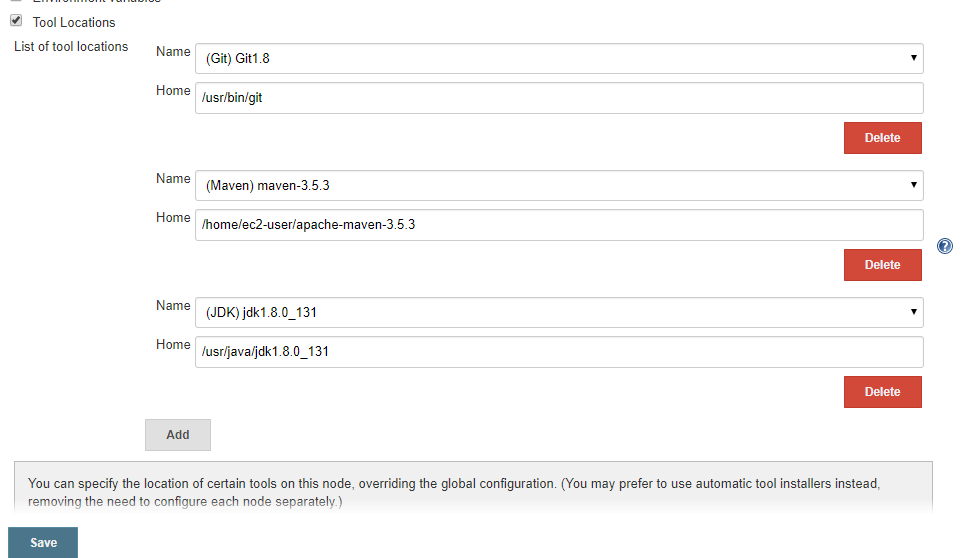 Environment variables
Tool Locations
List of tool locations
Name
(Git) Git1.8
Home
/usr/bin/git
Delete
Name
(Maven) maven-3.5.3
Home
/home/ec2-user/apache-maven-3.5.3
Delete
Name
(JDK) jdk1.8.0_131
Home
/usr/java/jdk1.8.0_131
Delete
Add
You can specify the location of certain tools on this node, overriding the global configuration. (You may prefer to use automatic tool installers instead,
removing the need to configure each node separately.)
Save